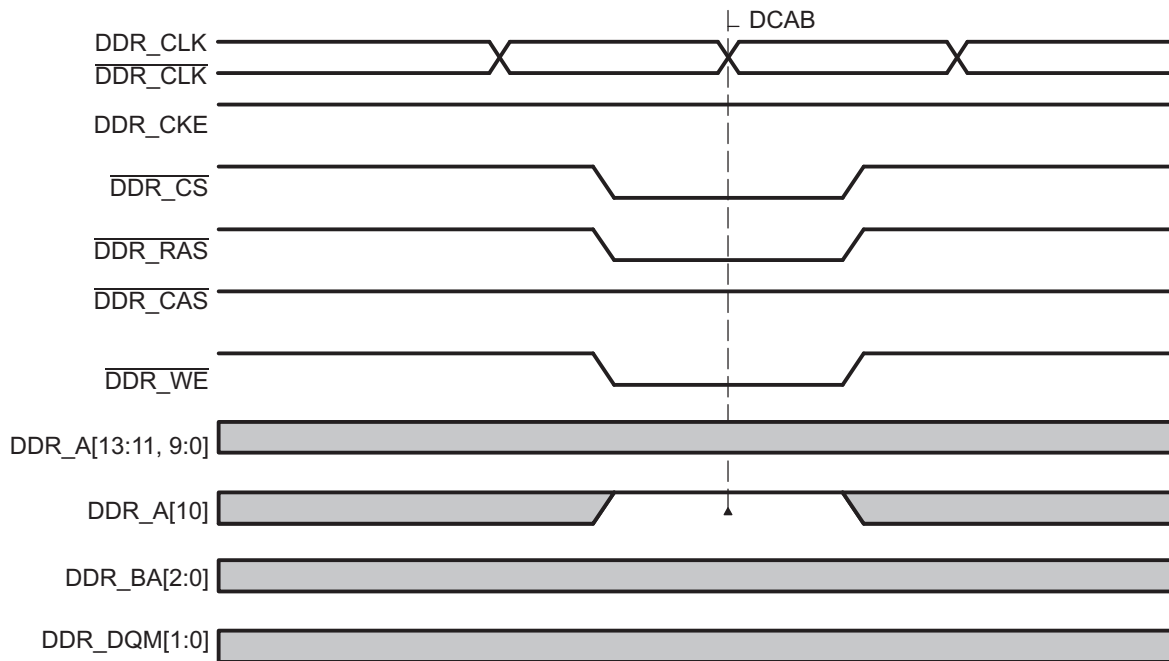 DCAB
DDR_CLK
DDR_CLK
DDR_CKE
DDR_CS
DDR_RAS
DDR_CAS
DDR_WE
DDR_A[13:11, 9:0]
DDR_A[10]
DDR_BA[2:0]
DDR_DQM[1:0]